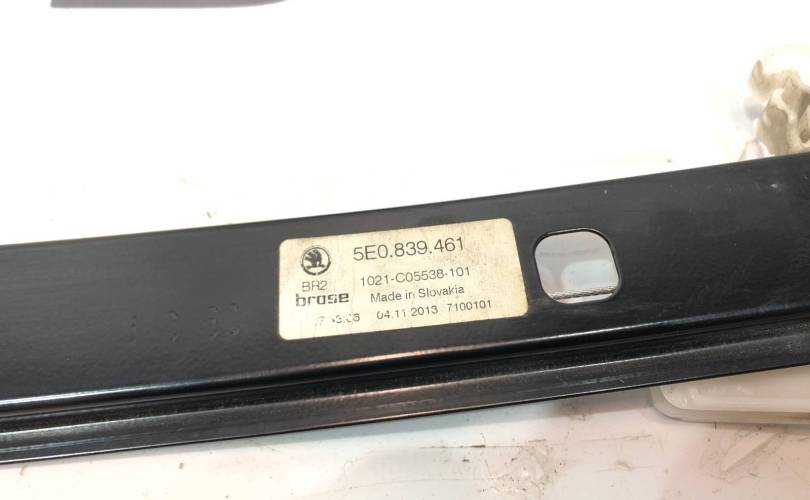 5E0.839.461
BR2
1021-C05538-101
brose
Made in Slovakia
04.11.2013 7100101